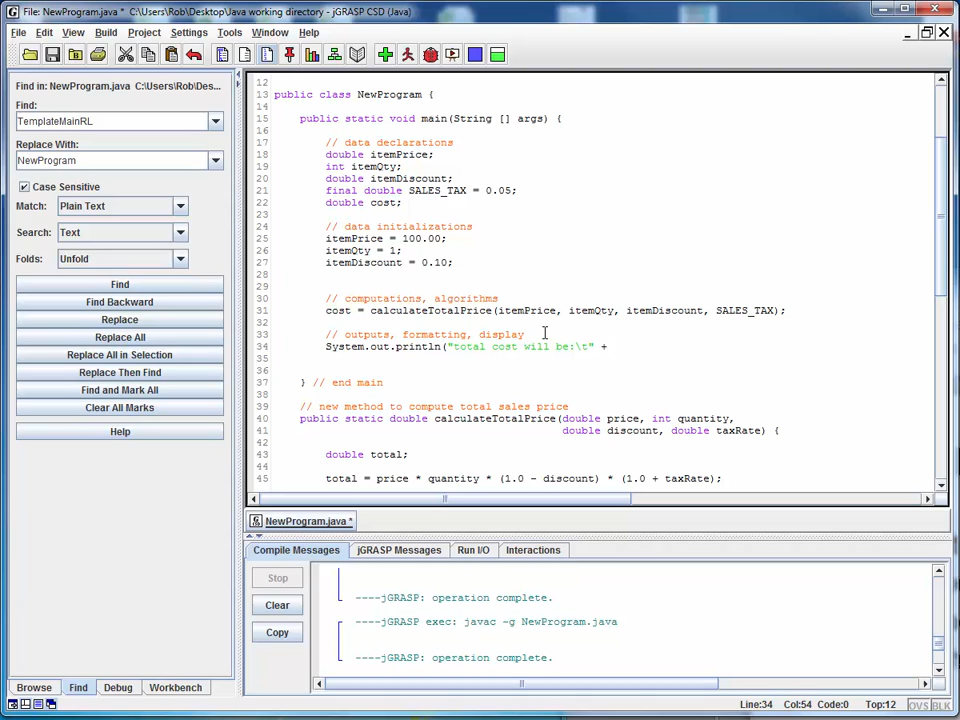 File: NewProgram.java * C:\Users\Rob\Desktop\Java working directory - jGRASP CSD (Java)
File Edit View Build Project Settings Tools Window Help
Find in: NewProgram.java C:\Users\Rob\Des...
Find:
TemplateMainRL
Replace With:
NewProgram
Case Sensitive
Match: Plain Text
Search: Text
Folds: Unfold
Find
Find Backward
Replace
Replace All
Replace All in Selection
Replace Then Find
Find and Mark All
Clear All Marks
Help
Browse Find Debug Workbench
12
13 public class NewProgram {
14
15 public static void main(String [] args) {
16
17 // data declarations
18 double itemPrice;
19 int itemQty;
20 double itemDiscount;
21 final double SALES_TAX = 0.05;
22 double cost;
23
24 // data initializations
25 itemPrice = 100.00;
26 itemQty = 1;
27 itemDiscount = 0.10;
28
29
30 // computations, algorithms
31 cost = calculateTotalPrice(itemPrice, itemQty, itemDiscount, SALES_TAX);
32
33 // outputs, formatting, display
34 System.out.println("total cost will be:\t" +
35
36
37 } // end main
38
39 // new method to compute total sales price
40 public static double calculateTotalPrice(double price, int quantity,
41 double discount, double taxRate) {
42
43 double total;
44
45 total = price * quantity * (1.0 - discount) * (1.0 + taxRate);
NewProgram.java *
Compile Messages jGRASP Messages Run I/O Interactions
Stop
Clear
Copy
----jGRASP: operation complete.
----jGRASP exec: javac -g NewProgram.java
----jGRASP: operation complete.
Line:34 Col:54 Code:0 Top:12 OVS BLK